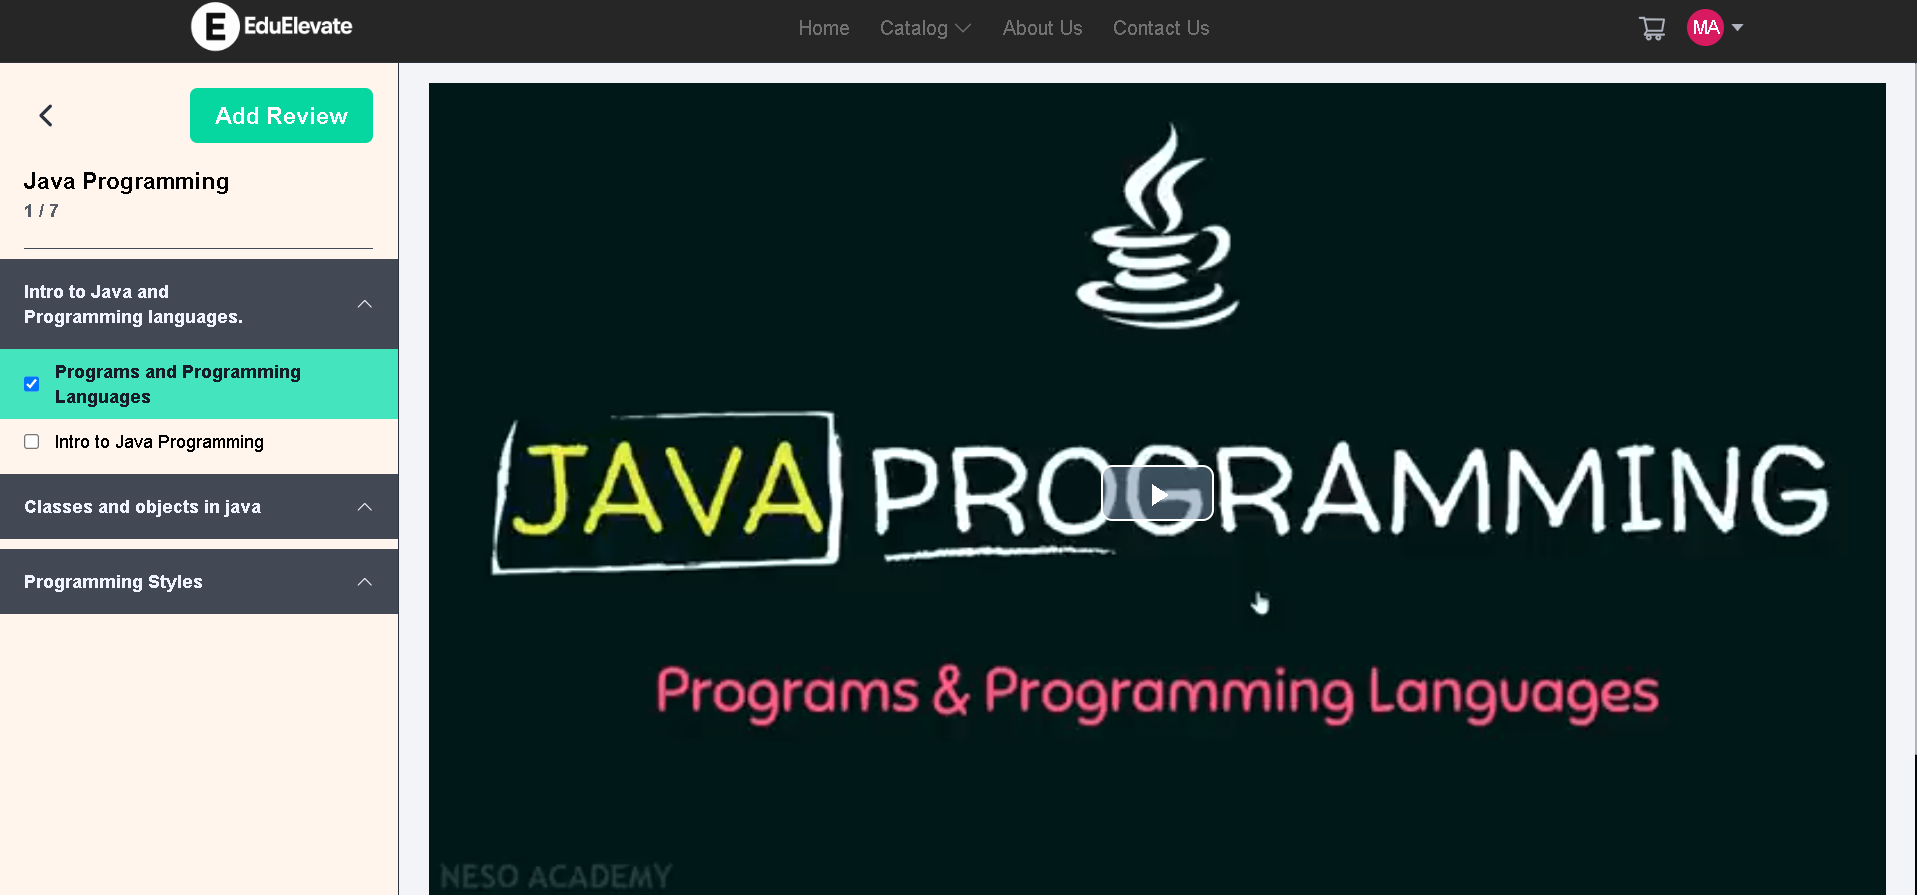 E EduElevate
Home Catalog About Us Contact Us
MA
Add Review
Java Programming
1 / 7
Intro to Java and
Programming languages.
Programs and Programming
Languages
Intro to Java Programming
Classes and objects in java
Programming Styles
JAVA PROGRAMMING
Programs & Programming Languages
NESO ACADEMY